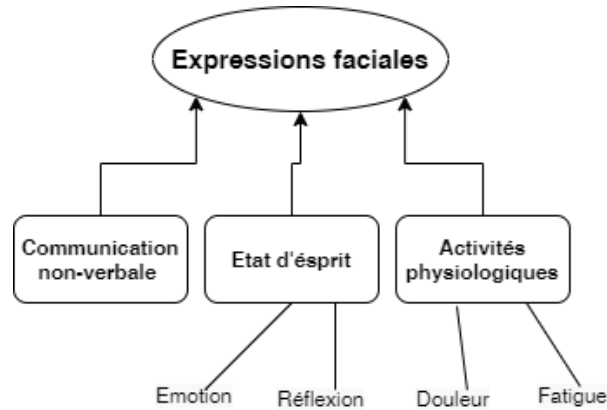 Expressions faciales
Communication
non-verbale
Etat d'ésprit
Activités
physiologiques
Emotion
Réflexion
Douleur
Fatigue